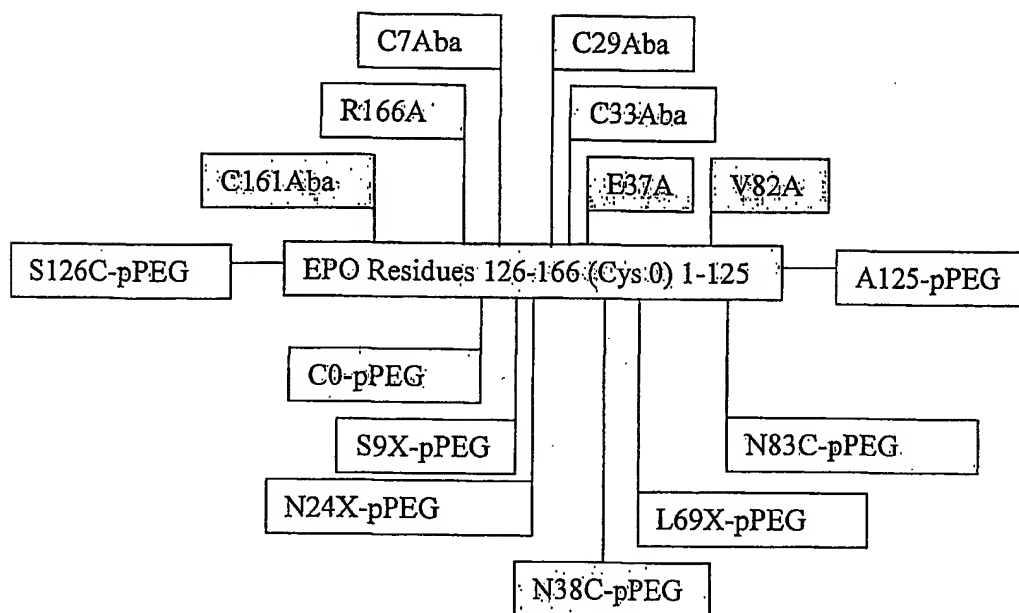 C7Aba
C29Aba
R166A
C33Aba
C161Aba
E37A
V82A
S126C-pPEG
EPO Residues 126-166 (Cys 0) 1-125
A125-pPEG
C0-pPEG
S9X-pPEG
N83C-pPEG
N24X-pPEG
L69X-pPEG
N38C-pPEG